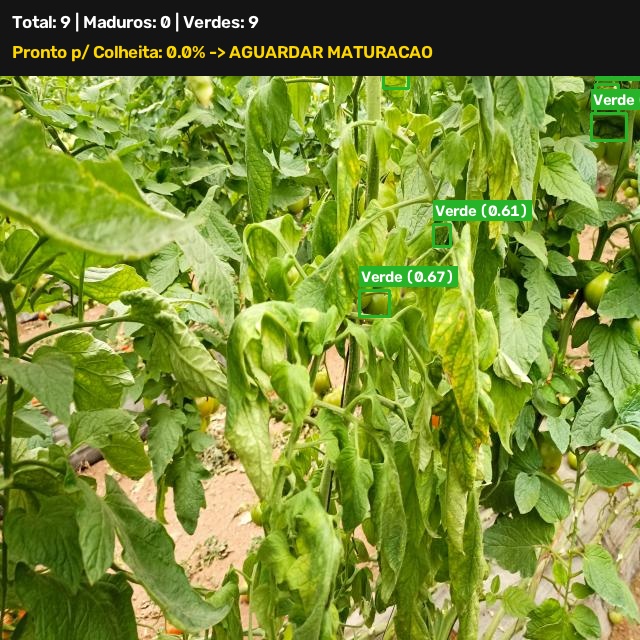 Total: 9 | Maduros: 0 | Verdes: 9
Pronto p/ Colheita: 0.0% -> AGUARDAR MATURACAO
Verde
Verde (0.61)
Verde (0.67)